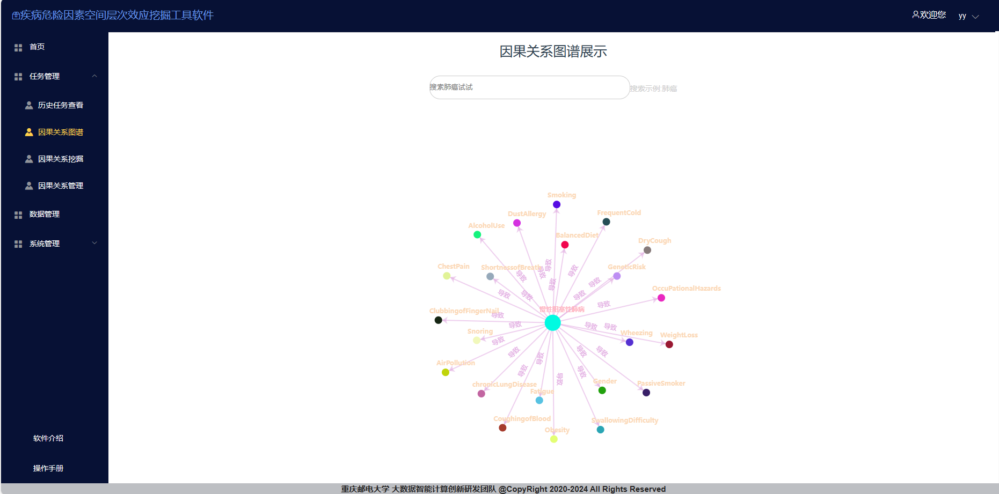 疾病危险因素空间层次效应挖掘工具软件
欢迎您 yy
首页
任务管理
历史任务查看
因果关系图谱
因果关系挖掘
因果关系管理
数据管理
系统管理
软件介绍
操作手册
因果关系图谱展示
搜索肺癌试试
搜索示例:肺癌
Smoking
DustAllergy
FrequentCold
AlcoholUse
BalancedDiet
DryCough
ChestPain
ShortnessofBreath
GeneticRisk
导致
导致
导致
导致
导致
导致
导致
导致
导致
OccuPationalHazards
导致
慢性阻塞性肺病
ClubbingofFingerNail
导致
导致
导致
导致
Snoring
导致
Wheezing
WeightLoss
导致
导致
导致
导致
AirPollution
导致
导致
导致
chronicLungDisease
Fatigue
Gender
PassiveSmoker
CoughingofBlood
Obesity
SwallowingDifficulty
重庆邮电大学 大数据智能计算创新研发团队 @CopyRight 2020-2024 All Rights Reserved